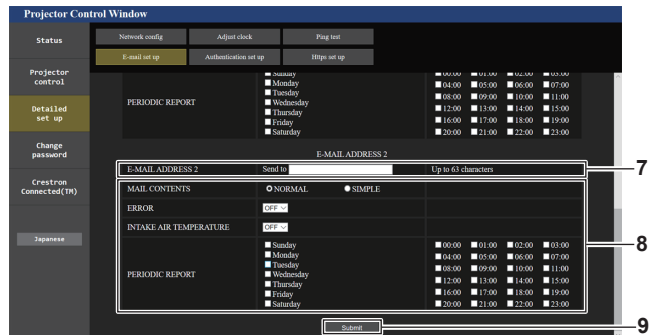 Projector Control Window
Status
Network config
Adjust clock
Ping test
E-mail set up
Authentication set up
Https set up
Projector
control
Detailed
set up
Change
password
Crestron
Connected(TM)
Japanese
PERIODIC REPORT
Sunday
Monday
Tuesday
Wednesday
Thursday
Friday
Saturday
00:00 01:00 02:00 03:00
04:00 05:00 06:00 07:00
08:00 09:00 10:00 11:00
12:00 13:00 14:00 15:00
16:00 17:00 18:00 19:00
20:00 21:00 22:00 23:00
E-MAIL ADDRESS 2
E-MAIL ADDRESS 2 Send to Up to 63 characters
7
MAIL CONTENTS NORMAL SIMPLE
ERROR OFF
INTAKE AIR TEMPERATURE OFF
8
PERIODIC REPORT
Sunday
Monday
Tuesday
Wednesday
Thursday
Friday
Saturday
00:00 01:00 02:00 03:00
04:00 05:00 06:00 07:00
08:00 09:00 10:00 11:00
12:00 13:00 14:00 15:00
16:00 17:00 18:00 19:00
20:00 21:00 22:00 23:00
Submit
9